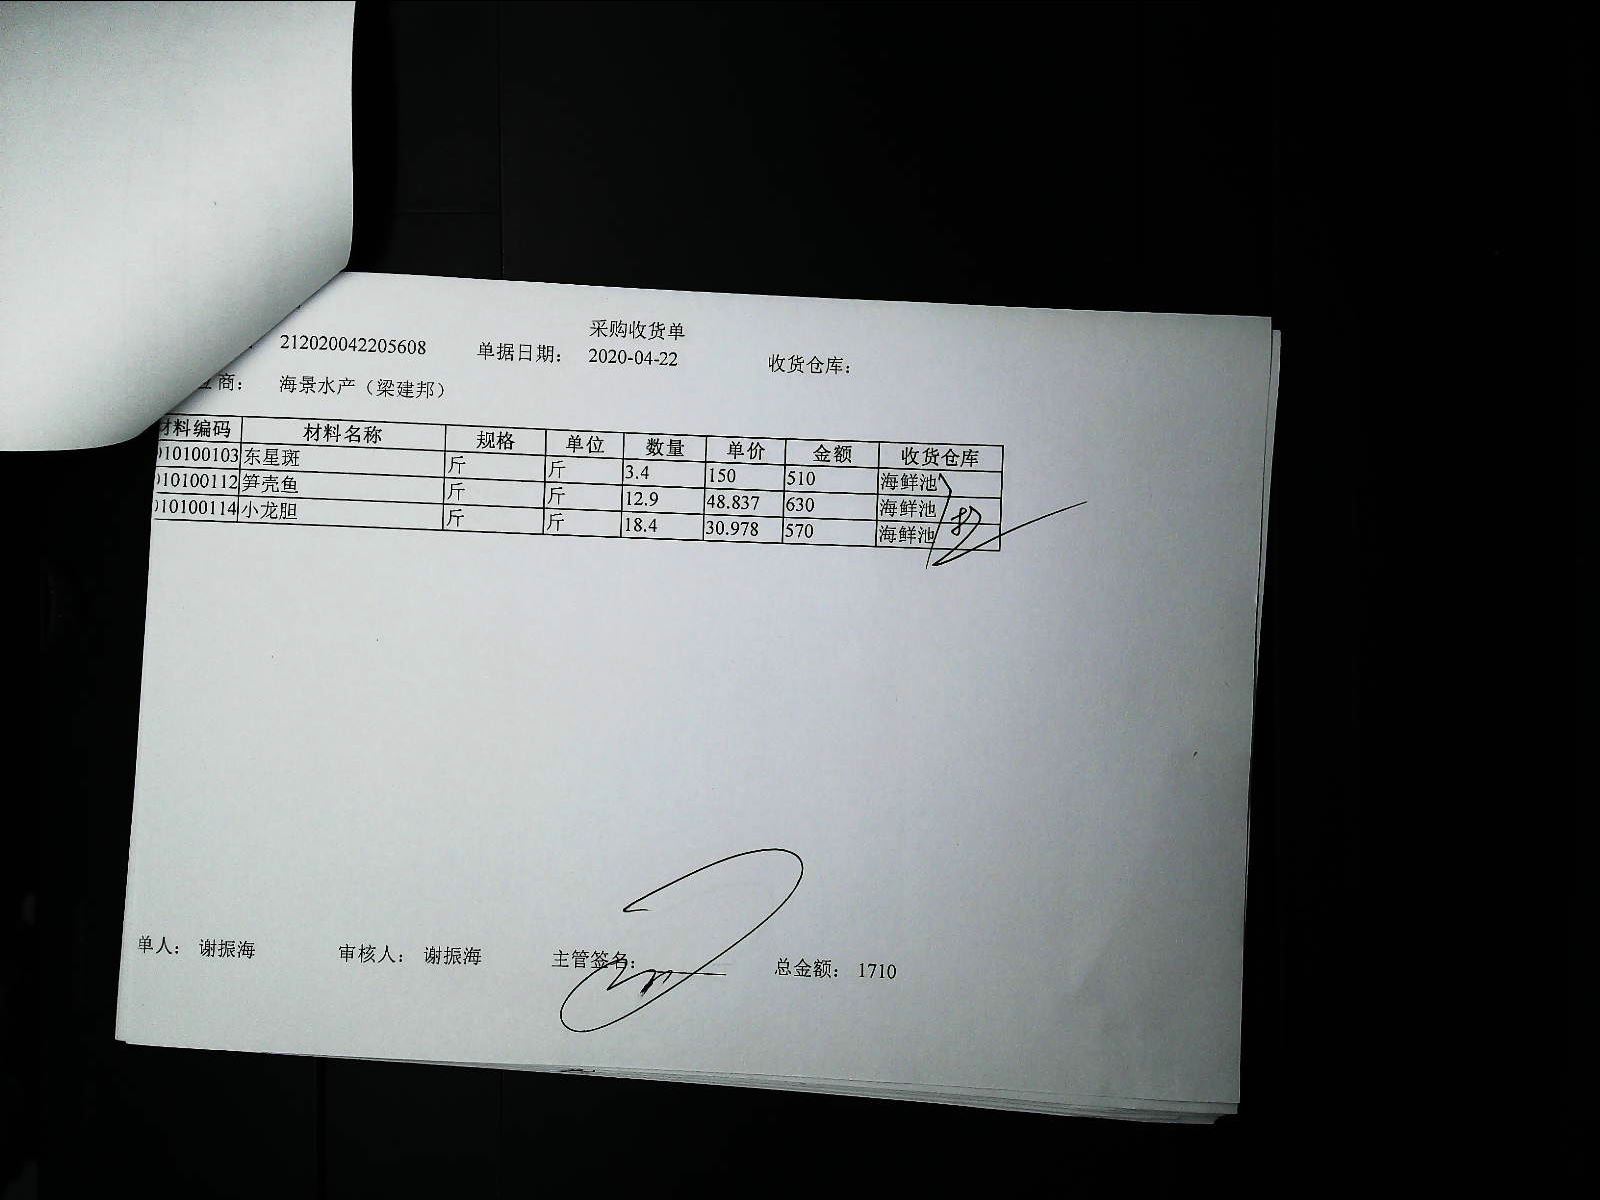 采购收货单
212020042205608 单据日期： 2020-04-22 收货仓库：
商： 海景水产（梁建邦）
材料编码 材料名称 规格 单位 数量 单价 金额 收货仓库
10100103 东星斑 斤 斤 3.4 150 510 海鲜池
10100112 笋壳鱼 斤 斤 12.9 48.837 630 海鲜池
10100114 小龙胆 斤 斤 18.4 30.978 570 海鲜池
单人： 谢振海 审核人： 谢振海 主管签名： 总金额： 1710